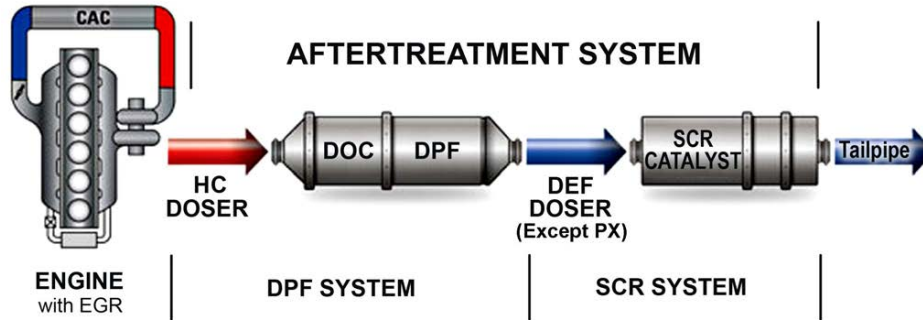 CAC
AFTERTREATMENT SYSTEM
DOC
DPF
SCR
CATALYST
Tailpipe
HC
DOSER
DEF
DOSER
(Except PX)
ENGINE
with EGR
DPF SYSTEM
SCR SYSTEM